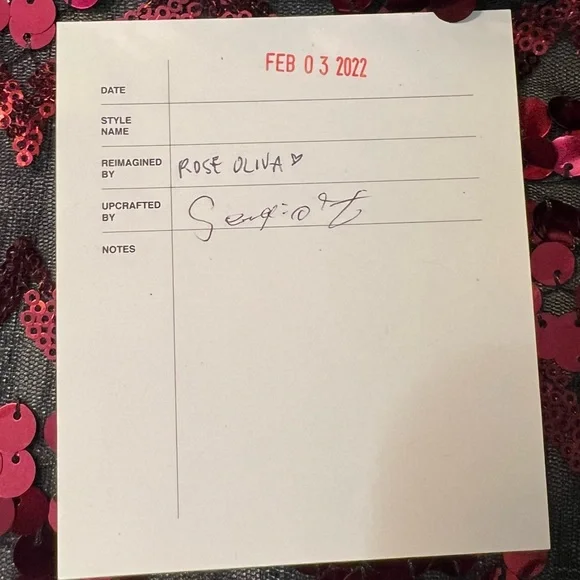 FEB 03 2022
DATE
STYLE
NAME
REIMAGINED
BY
ROSE OLIVA ♡
UPCRAFTED
BY
NOTES